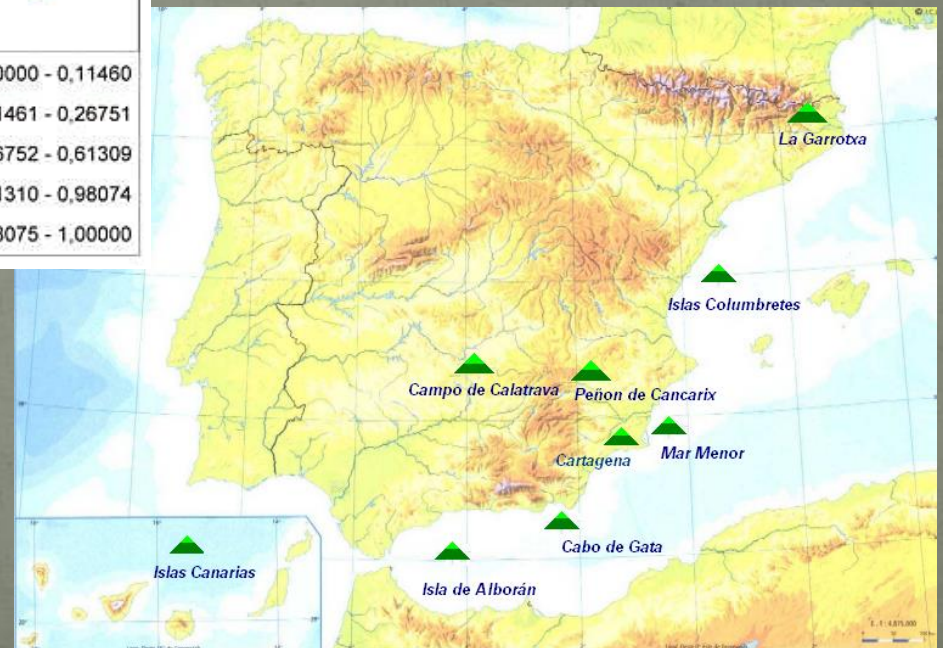 0000 - 0,11460
1461 - 0,26751
6752 - 0,61309
1310 - 0,98074
8075 - 1,00000
La Garrotxa
Islas Columbretes
Campo de Calatrava
Peñon de Cancarix
Cartagena
Mar Menor
Cabo de Gata
Islas Canarias
Isla de Alborán